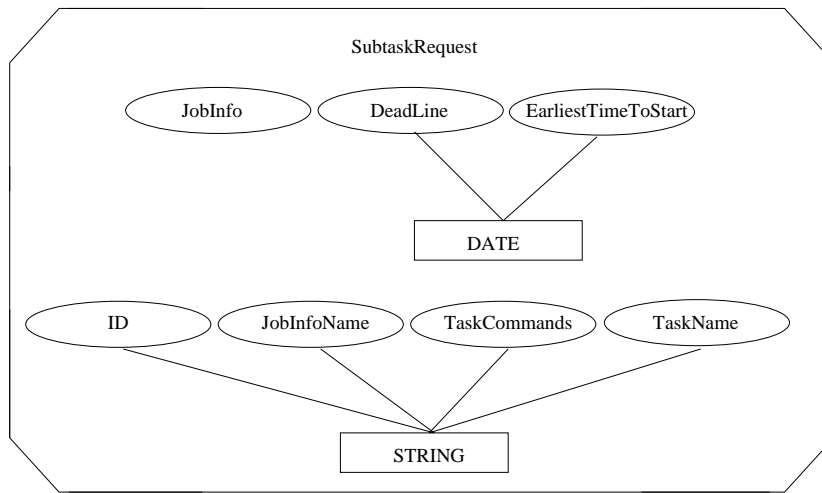 SubtaskRequest
JobInfo
DeadLine
EarliestTimeToStart
DATE
ID
JobInfoName
TaskCommands
TaskName
STRING